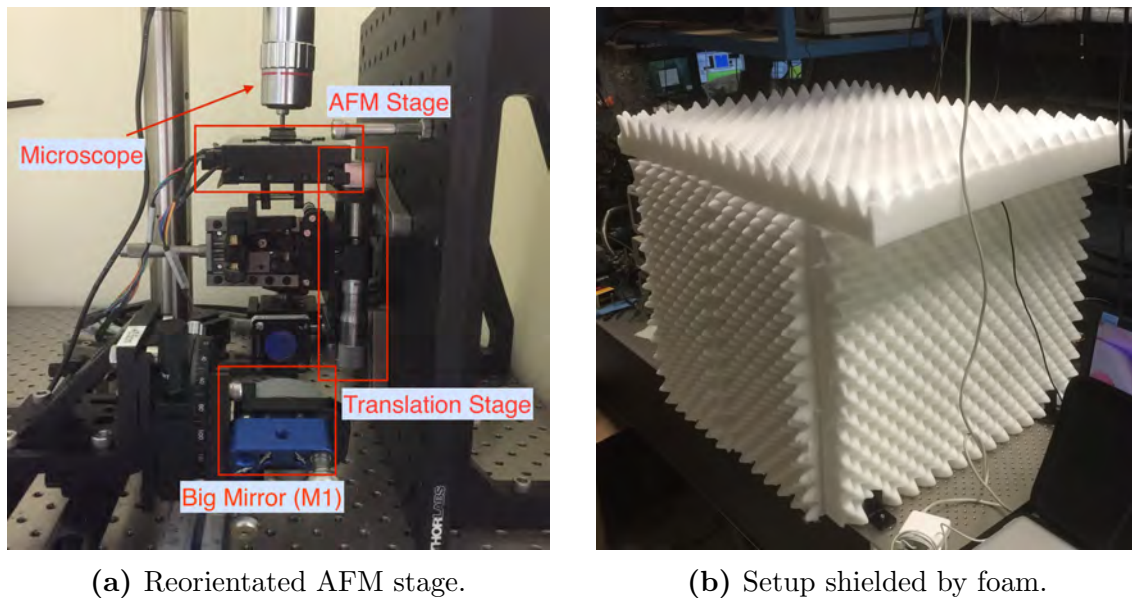 AFM Stage
Microscope
Translation Stage
Big Mirror (M1)
THORLABS
(a) Reorientated AFM stage.
(b) Setup shielded by foam.